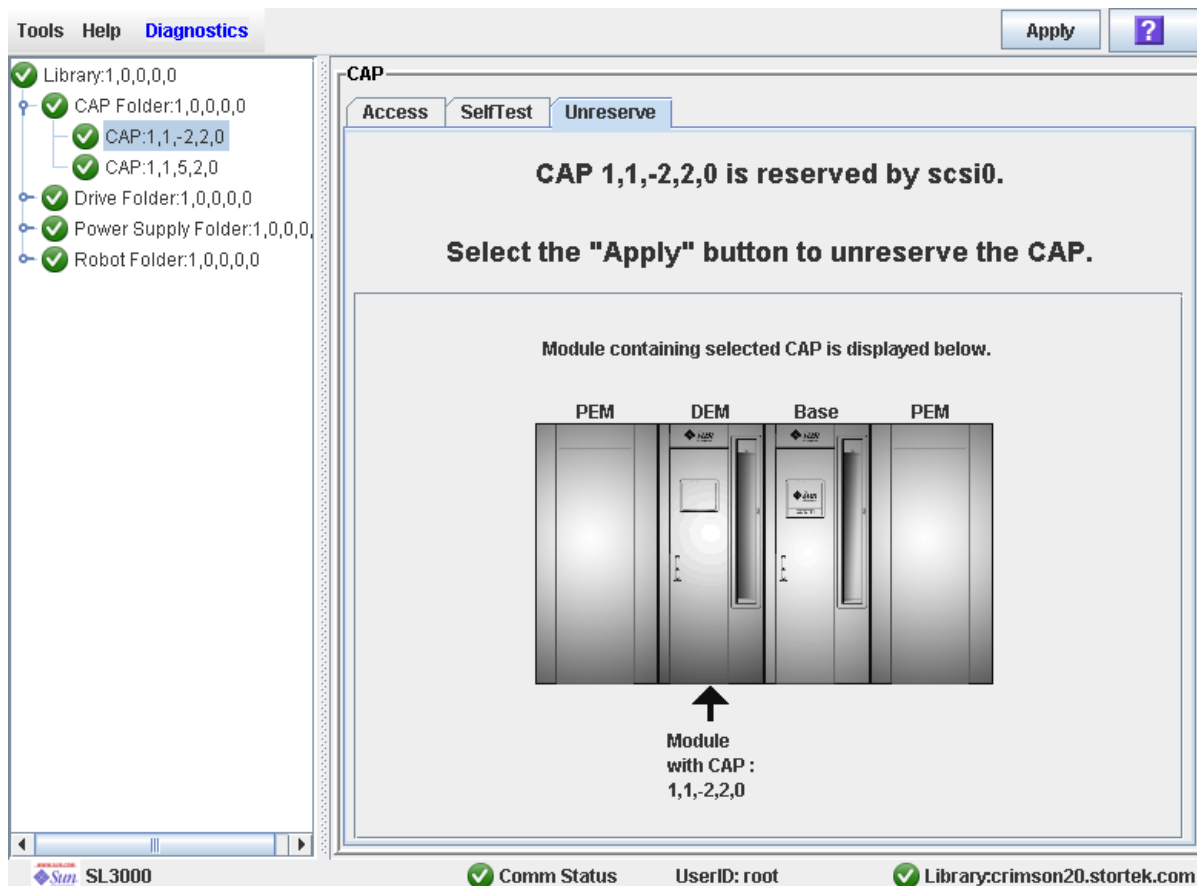 Tools Help Diagnostics
Apply
?
Library:1,0,0,0,0
CAP Folder:1,0,0,0,0
CAP:1,1,-2,2,0
CAP:1,1,5,2,0
Drive Folder:1,0,0,0,0
Power Supply Folder:1,0,0,0,
Robot Folder:1,0,0,0,0
CAP
Access SelfTest Unreserve
CAP 1,1,-2,2,0 is reserved by scsi0.
Select the "Apply" button to unreserve the CAP.
Module containing selected CAP is displayed below.
PEM DEM Base PEM
Sun
Module
with CAP :
1,1,-2,2,0
Sun SL3000 Comm Status UserID: root Library:crimson20.stortek.com